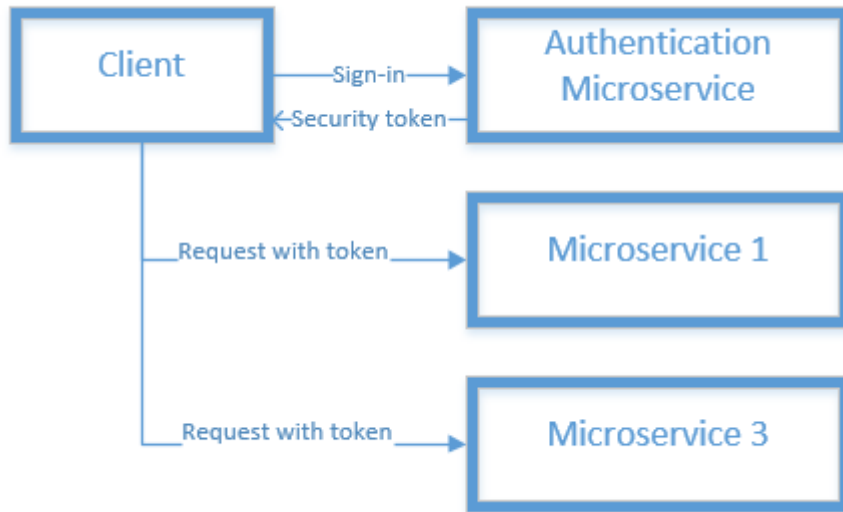 Client
Authentication
Microservice
Sign-in
Security token
Request with token
Microservice 1
Request with token
Microservice 3